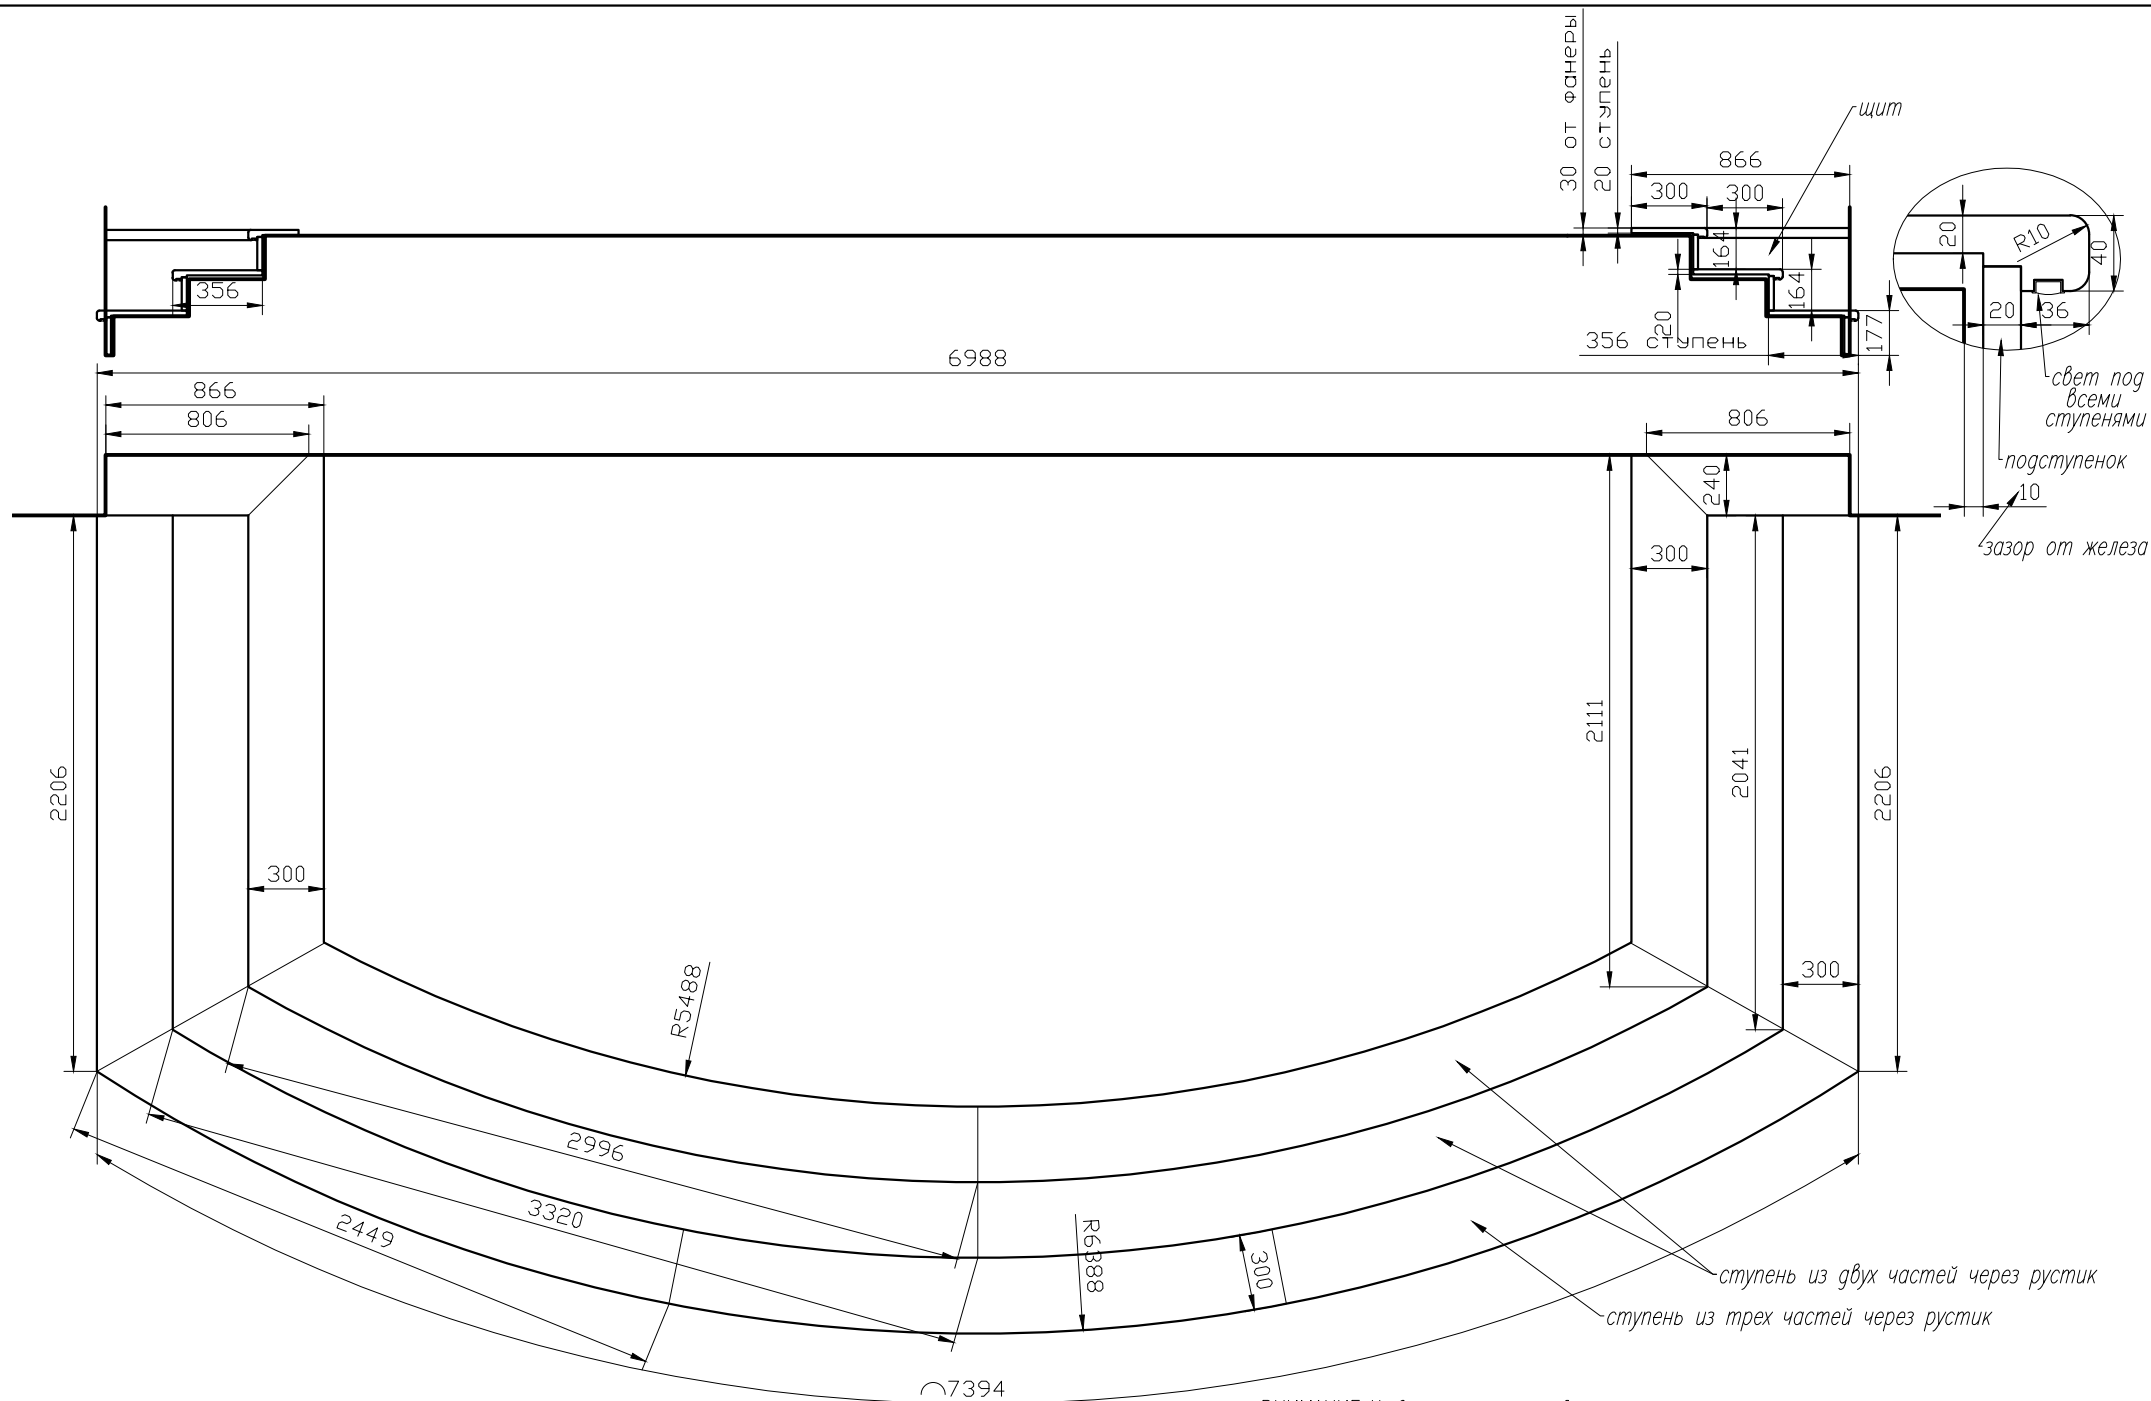 30 от фанеры
20 ступень
щит
866
300
300
164
164
20
177
356 ступень
356
6988
20
R10
40
20
36
свет под
всеми
ступенями
подступенок
10
зазор от железа
866
806
806
240
300
2206
2111
2041
2206
300
300
R5488
2996
3320
2449
R6388
300
ступень из двух частей через рустик
ступень из трех частей через рустик
⌒7394